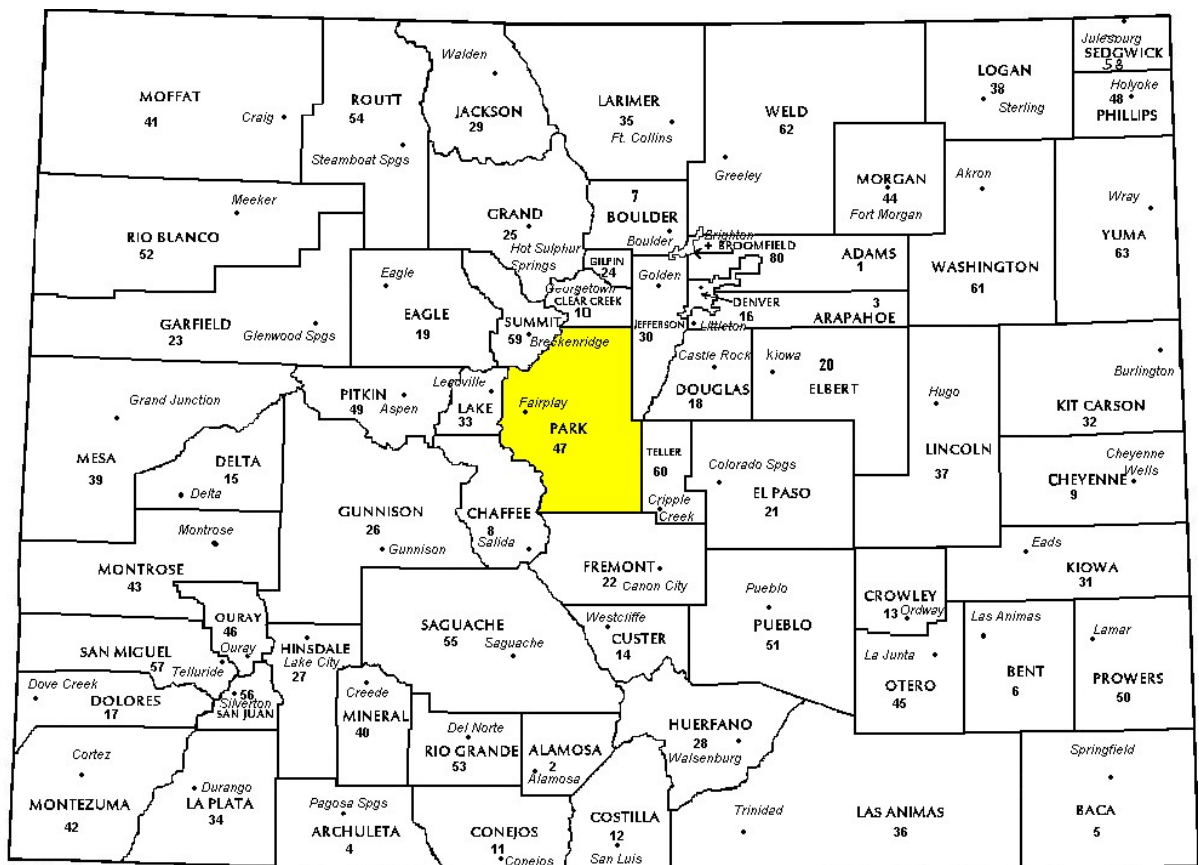 Julesburg
SEDGWICK
58
Walden
LOGAN
38
Sterling
Holyoke
48
PHILLIPS
MOFFAT
41
Craig
ROUTT
54
Steamboat Spgs
JACKSON
29
LARIMER
35
Ft. Collins
WELD
62
Greeley
MORGAN
44
Fort Morgan
Akron
WASHINGTON
61
Wray
YUMA
63
Meeker
RIO BLANCO
52
GRAND
25
Hot Sulphur
Springs
7
BOULDER
Boulder
Brighton
+ BROOMFIELD
80
ADAMS
1
GILPIN
24
Golden
Georgetown
CLEAR CREEK
10
DENVER
16
3
ARAPAHOE
Littleton
Eagle
EAGLE
19
SUMMIT
59
Breckenridge
JEFFERSON
30
GARFIELD
23
Glenwood Spgs
Castle Rock
DOUGLAS
18
Kiowa
20
ELBERT
Hugo
LINCOLN
37
Burlington
KIT CARSON
32
Grand Junction
MESA
39
PITKIN
49
Aspen
Leadville
LAKE
33
Fairplay
PARK
47
TELLER
60
Cripple
Creek
Colorado Spgs
EL PASO
21
Cheyenne
Wells
CHEYENNE
9
DELTA
15
Delta
GUNNISON
26
Gunnison
CHAFFEE
8
Salida
Montrose
MONTROSE
43
FREMONT
22
Canon City
Pueblo
PUEBLO
51
CROWLEY
13
Ordway
Eads
KIOWA
31
OURAY
46
Ouray
SAN MIGUEL
57
Telluride
HINSDALE
Lake City
27
SAGUACHE
55
Saguache
Westcliffe
CUSTER
14
La Junta
OTERO
45
Las Animas
BENT
6
Lamar
PROWERS
50
Dove Creek
DOLORES
17
56
Silverton
SAN JUAN
Creede
MINERAL
40
Del Norte
RIO GRANDE
53
ALAMOSA
2
Alamosa
HUERFANO
28
Walsenburg
Cortez
MONTEZUMA
42
Durango
LA PLATA
34
Pagosa Spgs
ARCHULETA
4
CONEJOS
11
Conejos
COSTILLA
12
San Luis
Trinidad
LAS ANIMAS
36
Springfield
BACA
5